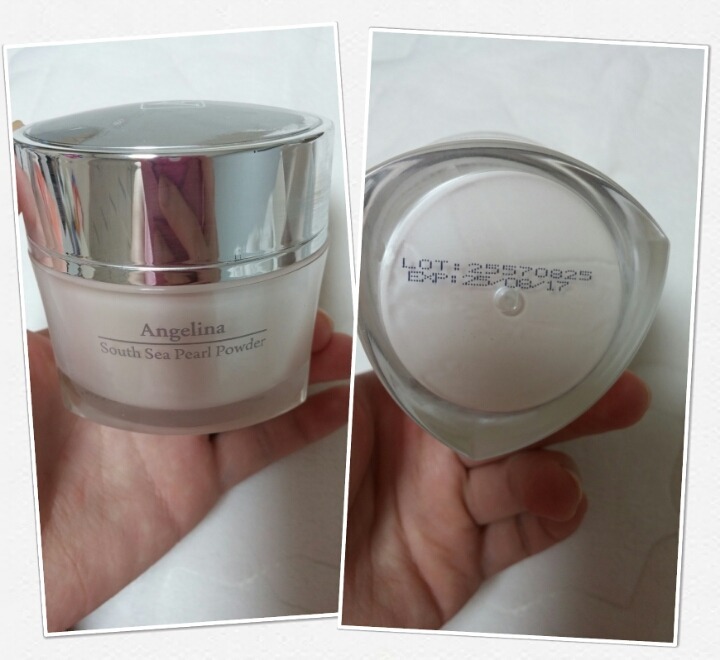 Angelina
South Sea Pearl Powder
LOT:25570825
EXP:25/08/17